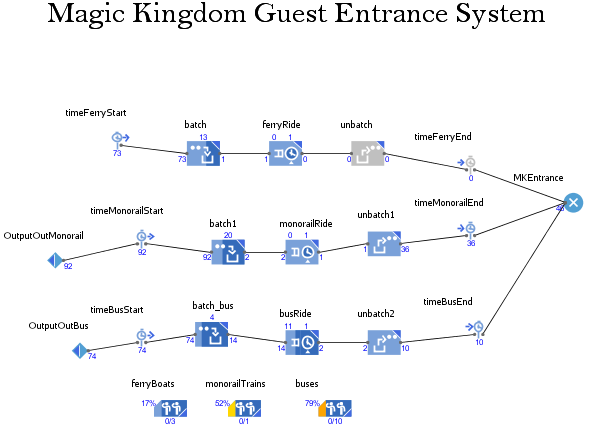 Magic Kingdom Guest Entrance System
timeFerryStart
batch
ferryRide
unbatch
timeFerryEnd
13
0 1
73
73
1
1
0
0
0
0
MKEntrance
timeMonorailStart
timeMonorailEnd
OutputOutMonorail
batch1
monorailRide
unbatch1
20
0 1
92
92
92
2
2
1
1
36
36
timeBusStart
batch_bus
busRide
unbatch2
timeBusEnd
OutputOutBus
4
11 1
74
74
74
14
14
2
2
10
10
ferryBoats
monorailTrains
buses
17%
52%
79%
0/3
0/1
0/10